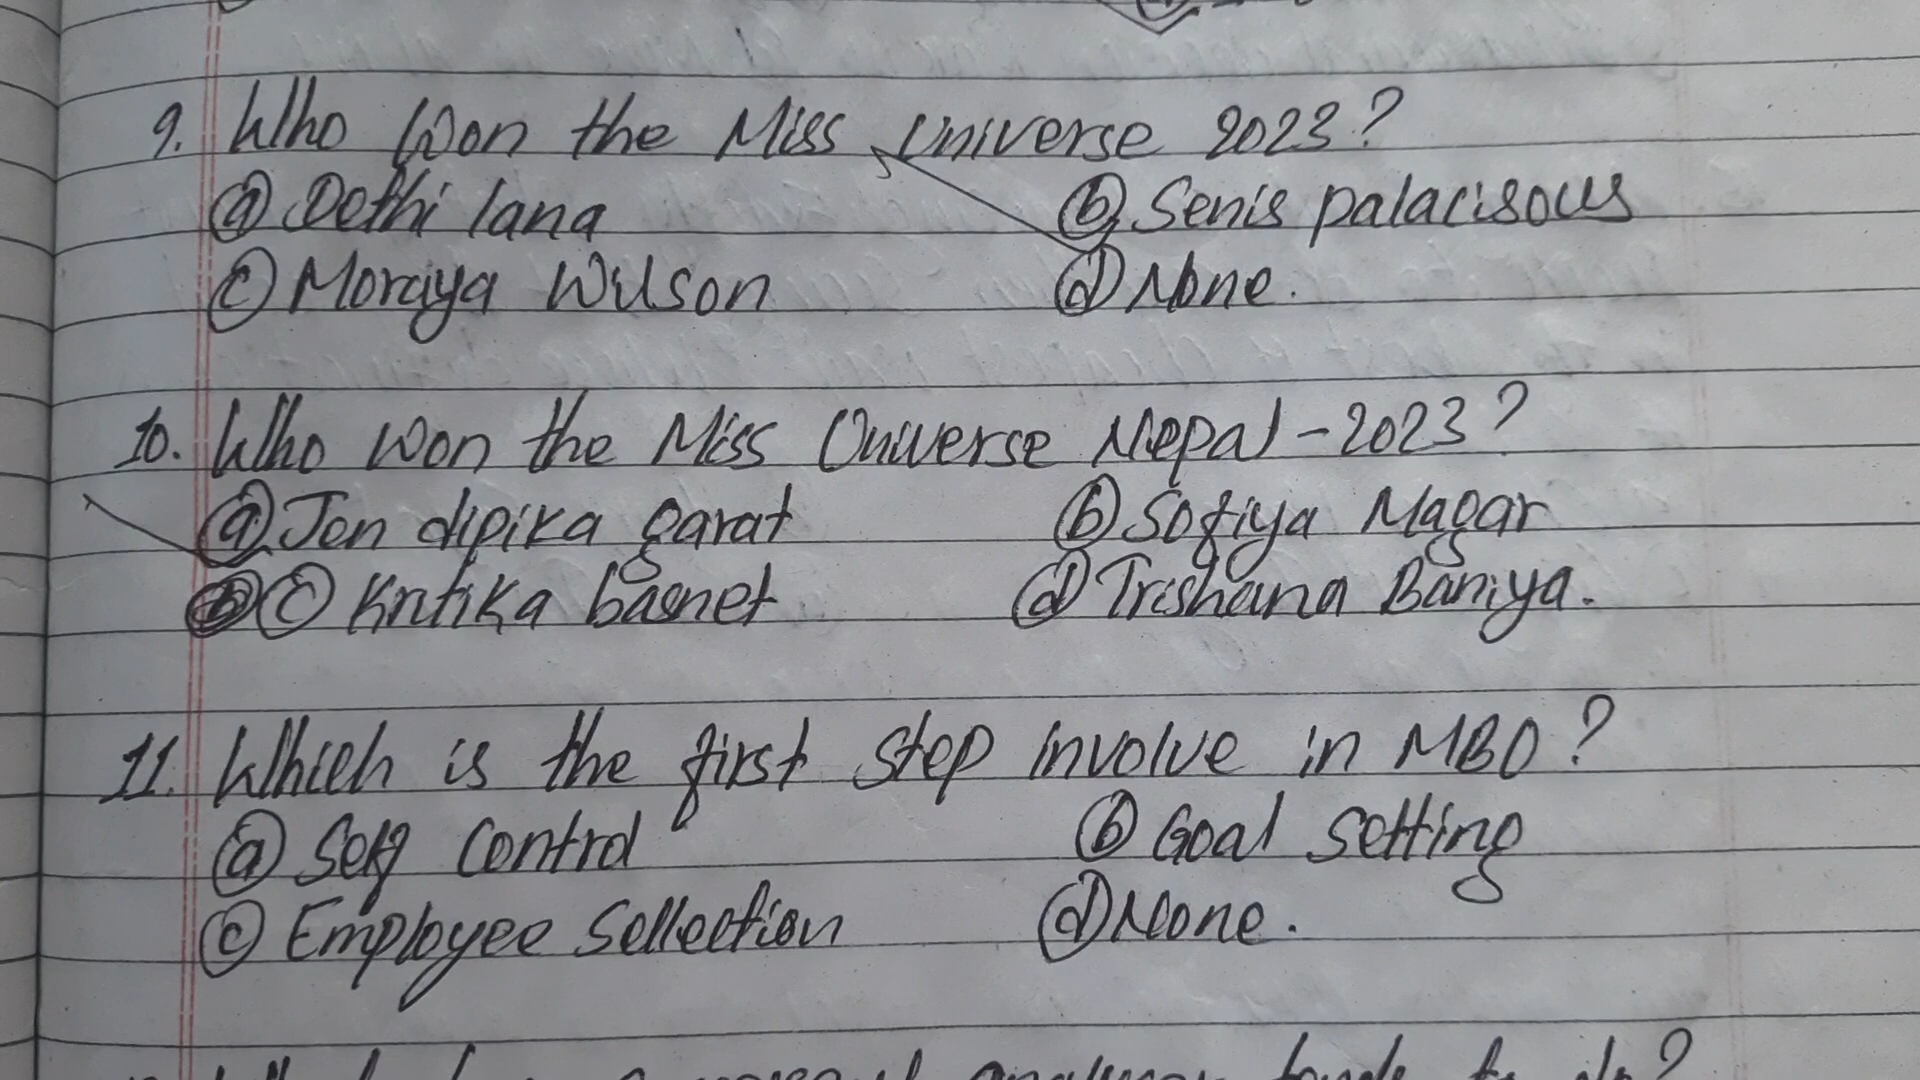 9. Who won the Miss Universe 2023?
ⓐ Dethi lana ⓑ Senis palacisous
ⓒ Moraya Wilson ⓓ None.
10. Who won the Miss Universe Nepal - 2023?
ⓐ Jen dipika garat ⓑ Sofiya Magar
ⓒ Kritika basnet ⓓ Trishana Baniya.
11. Which is the first step involve in MBO?
ⓐ Self control ⓑ Goal Setting
ⓒ Employee Sellection ⓓ None.